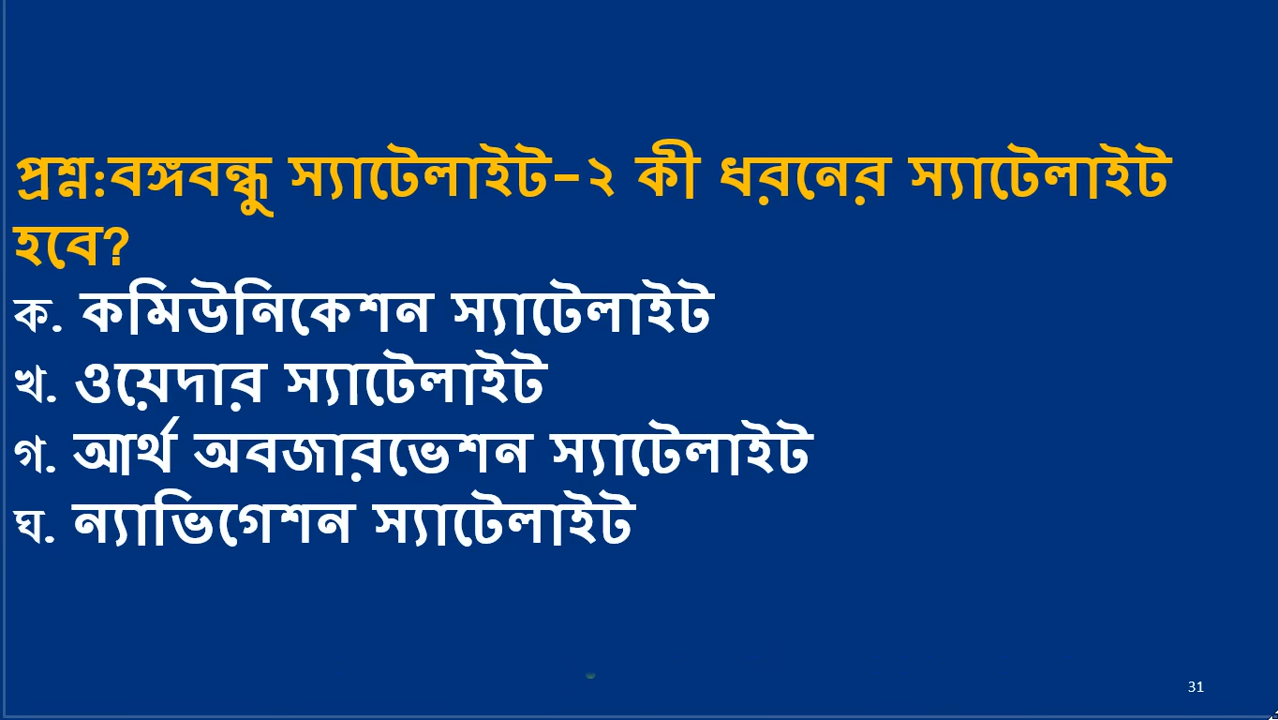 প্রশ্ন:বঙ্গবন্ধু স্যাটেলাইট-২ কী ধরনের স্যাটেলাইট
হবে?
ক. কমিউনিকেশন স্যাটেলাইট
খ. ওয়েদার স্যাটেলাইট
গ. আর্থ অবজারভেশন স্যাটেলাইট
ঘ. ন্যাভিগেশন স্যাটেলাইট
31